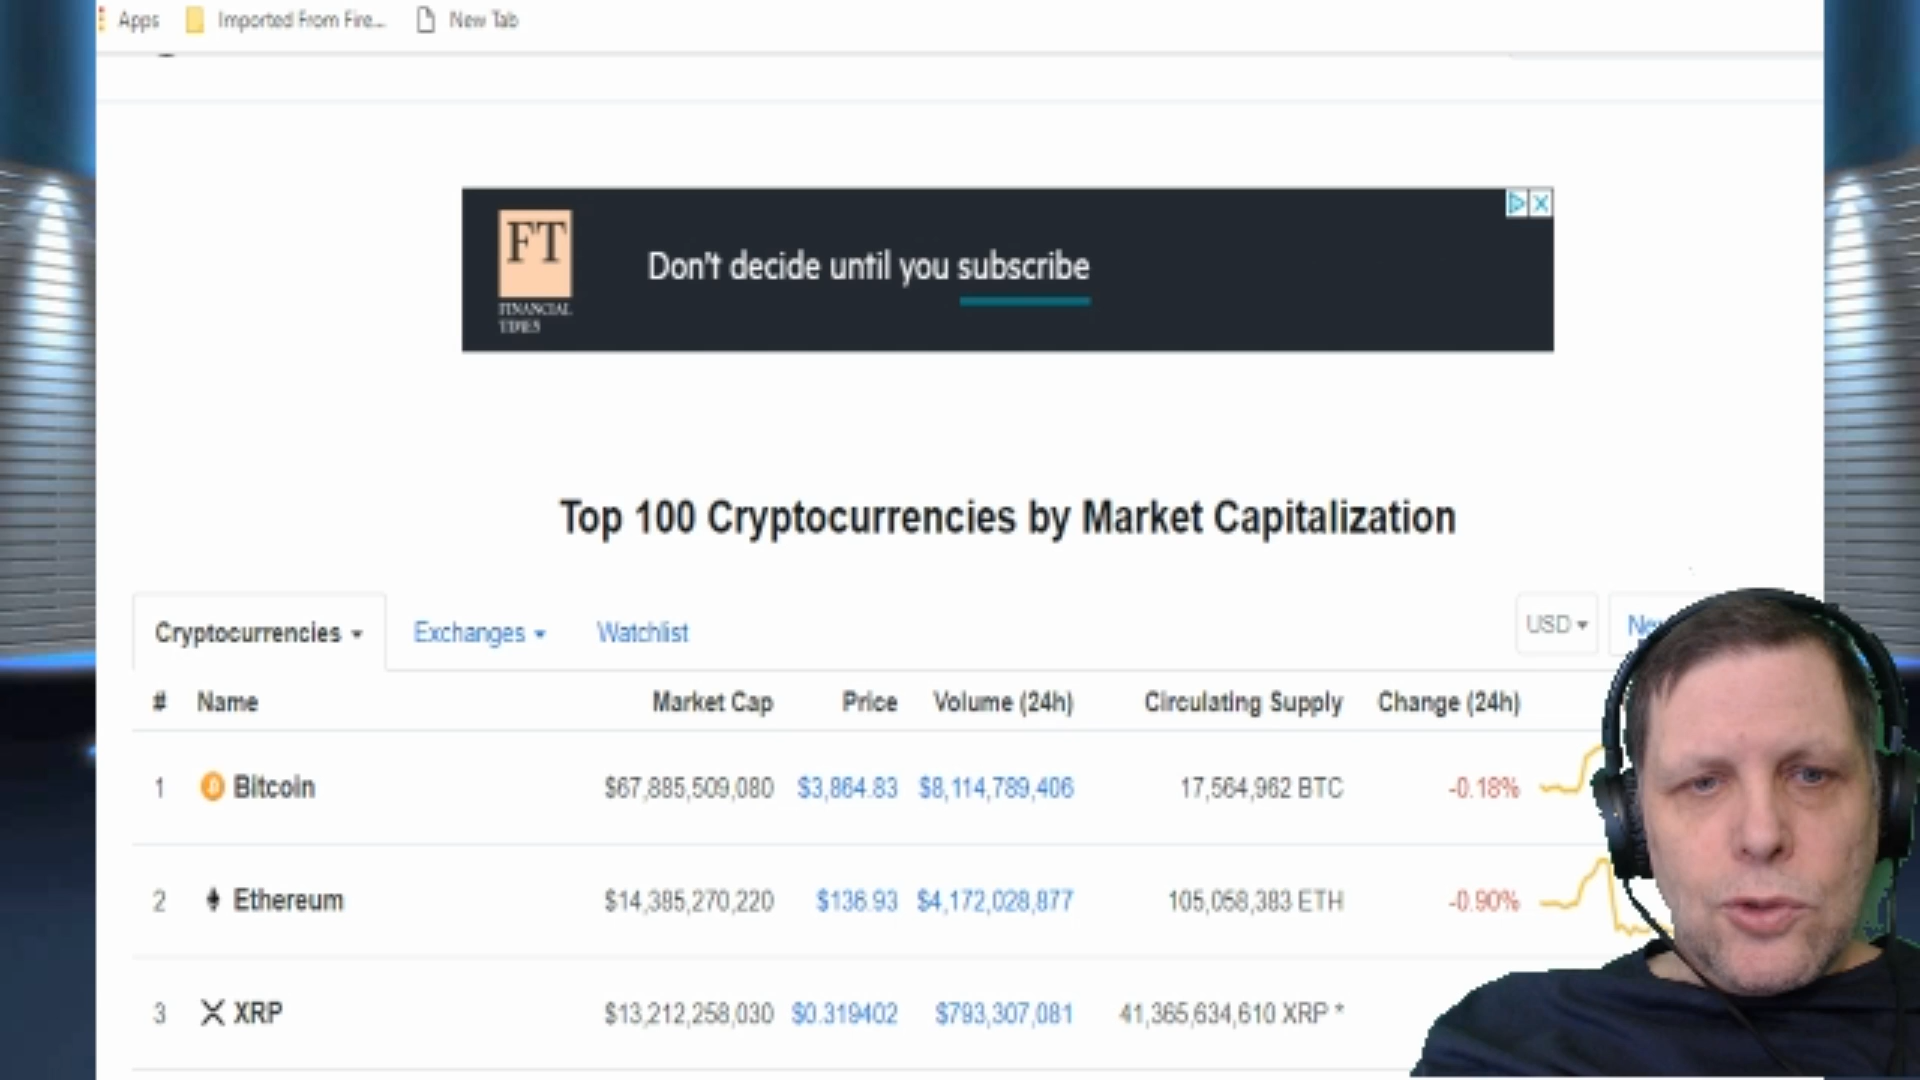 Apps Imported From Fire... New Tab
FT
FINANCIAL
TIMES
Don't decide until you subscribe
Top 100 Cryptocurrencies by Market Capitalization
Cryptocurrencies Exchanges Watchlist USD
# Name Market Cap Price Volume (24h) Circulating Supply Change (24h)
1 Bitcoin $67,885,509,080 $3,864.83 $8,114,789,406 17,564,962 BTC -0.18%
2 Ethereum $14,385,270,220 $136.93 $4,172,028,877 105,058,383 ETH -0.90%
3 XRP $13,212,258,030 $0.319402 $793,307,081 41,365,634,610 XRP *